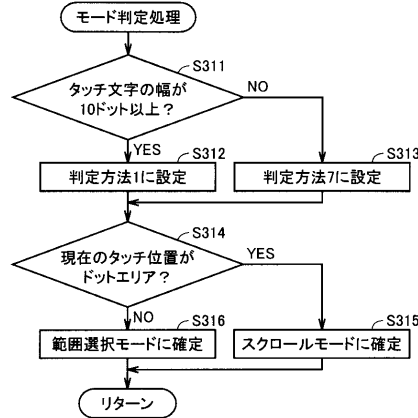 モード判定処理
S311
タッチ文字の幅が
10ドット以上？
NO
YES
S312
判定方法1に設定
S313
判定方法7に設定
S314
現在のタッチ位置が
ドットエリア？
YES
NO
S316
範囲選択モードに確定
S315
スクロールモードに確定
リターン